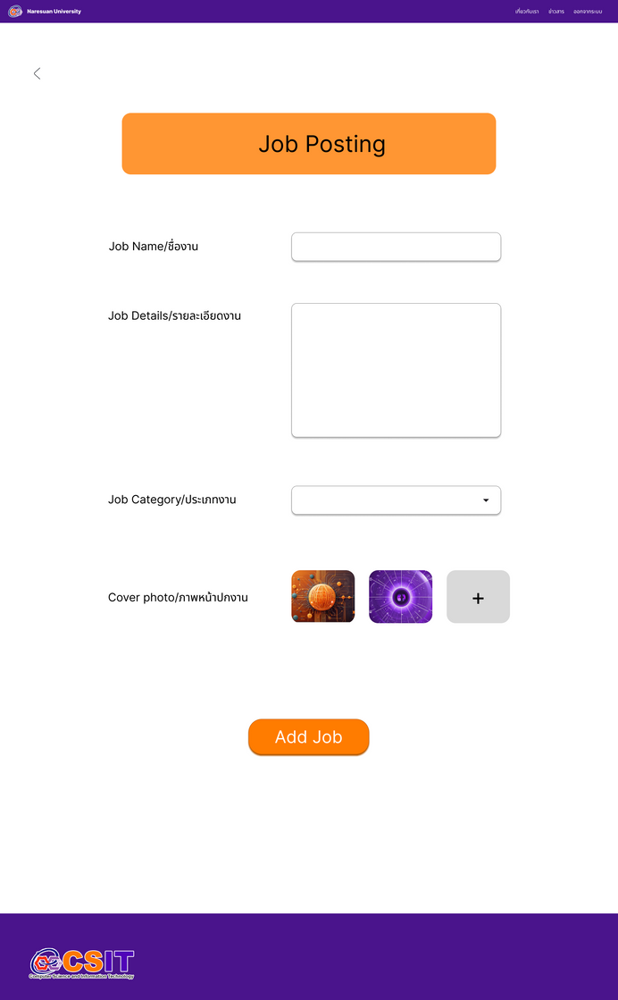 Naresuan University
เกี่ยวกับเรา ข่าวสาร ออกจากระบบ
Job Posting
Job Name/ชื่องาน
Job Details/รายละเอียดงาน
Job Category/ประเภทงาน
Cover photo/ภาพหน้าปกงาน
+
Add Job
CSIT
Computer Science and Information Technology